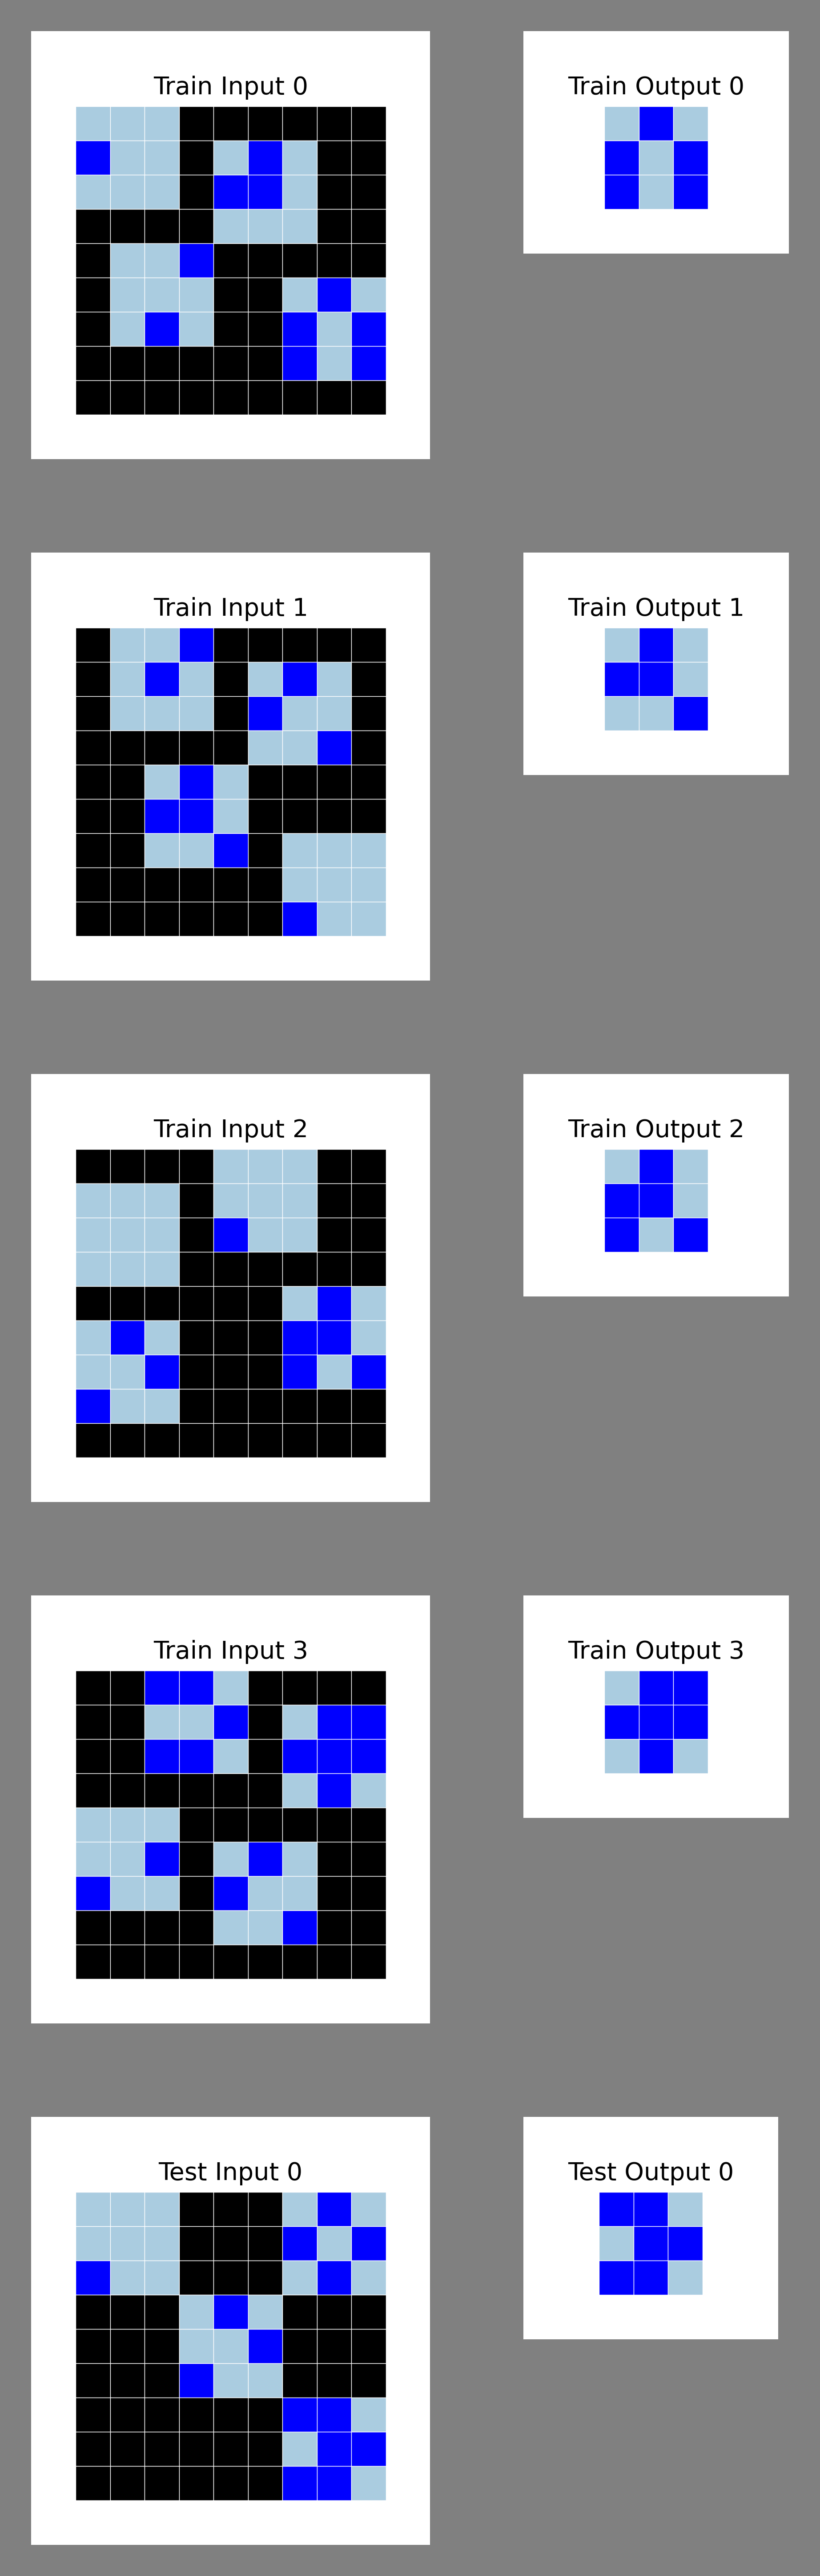 Train Input 0
Train Output 0
Train Input 1
Train Output 1
Train Input 2
Train Output 2
Train Input 3
Train Output 3
Test Input 0
Test Output 0